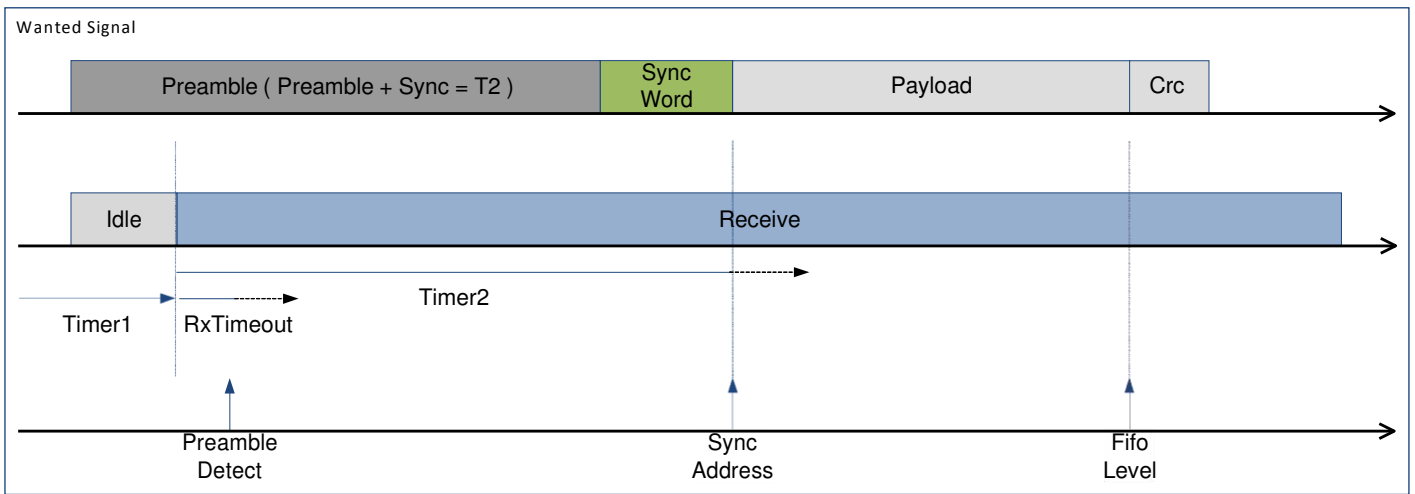 Wanted Signal
Preamble ( Preamble + Sync = T2 )
Sync
Word
Payload
Crc
Idle
Receive
Timer2
Timer1
RxTimeout
Preamble
Detect
Sync
Address
Fifo
Level